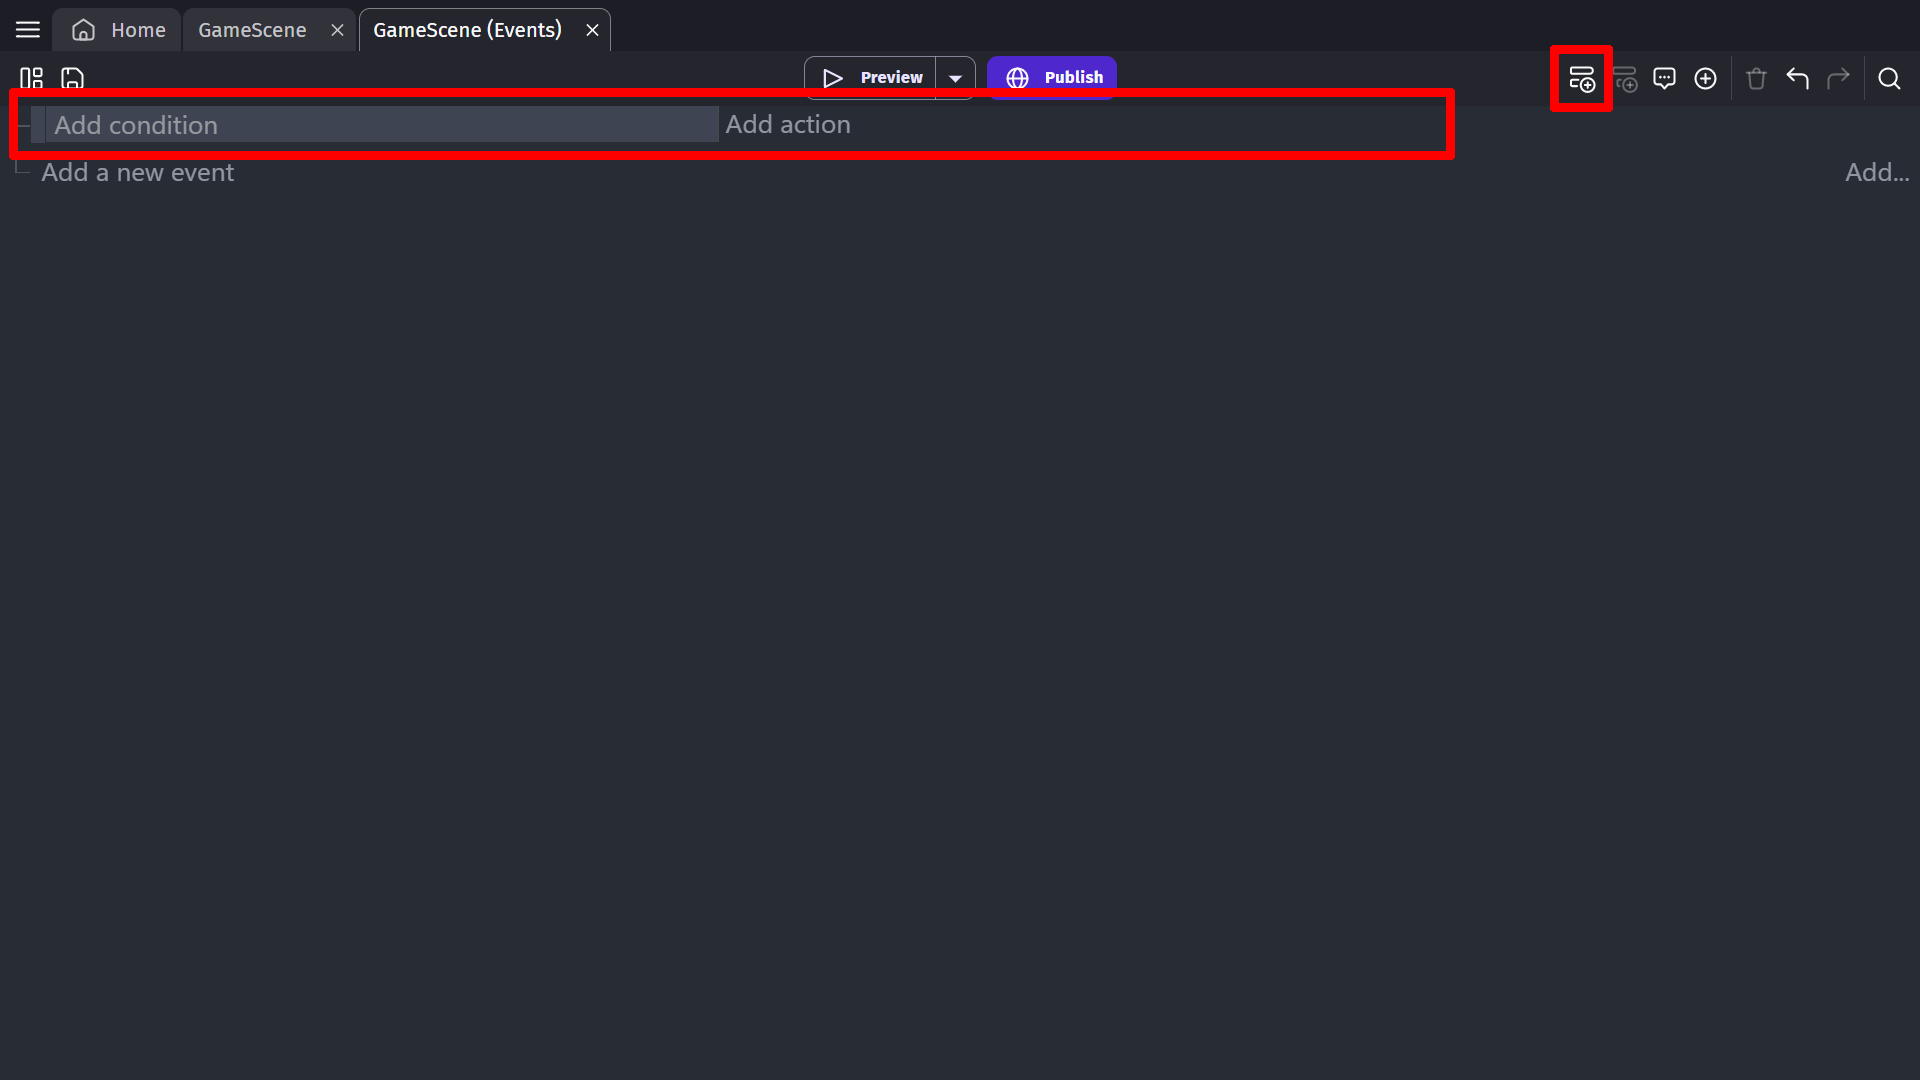 Home
GameScene
GameScene (Events)
Preview
Publish
Add condition
Add action
Add a new event
Add...